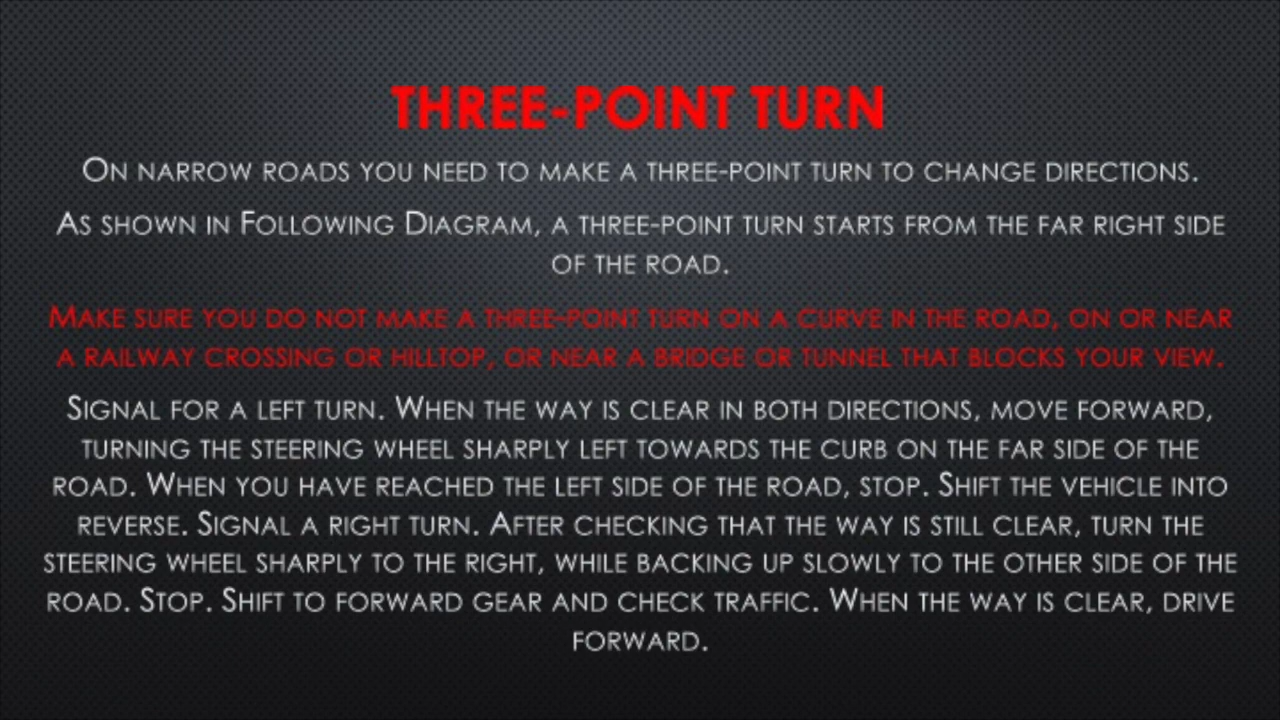 THREE-POINT TURN
ON NARROW ROADS YOU NEED TO MAKE A THREE-POINT TURN TO CHANGE DIRECTIONS.
AS SHOWN IN FOLLOWING DIAGRAM, A THREE-POINT TURN STARTS FROM THE FAR RIGHT SIDE
OF THE ROAD.
MAKE SURE YOU DO NOT MAKE A THREE–POINT TURN ON A CURVE IN THE ROAD, ON OR NEAR
A RAILWAY CROSSING OR HILLTOP, OR NEAR A BRIDGE OR TUNNEL THAT BLOCKS YOUR VIEW.
SIGNAL FOR A LEFT TURN. WHEN THE WAY IS CLEAR IN BOTH DIRECTIONS, MOVE FORWARD,
TURNING THE STEERING WHEEL SHARPLY LEFT TOWARDS THE CURB ON THE FAR SIDE OF THE
ROAD. WHEN YOU HAVE REACHED THE LEFT SIDE OF THE ROAD, STOP. SHIFT THE VEHICLE INTO
REVERSE. SIGNAL A RIGHT TURN. AFTER CHECKING THAT THE WAY IS STILL CLEAR, TURN THE
STEERING WHEEL SHARPLY TO THE RIGHT, WHILE BACKING UP SLOWLY TO THE OTHER SIDE OF THE
ROAD. STOP. SHIFT TO FORWARD GEAR AND CHECK TRAFFIC. WHEN THE WAY IS CLEAR, DRIVE
FORWARD.